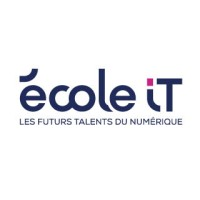 école iT
LES FUTURS TALENTS DU NUMÉRIQUE